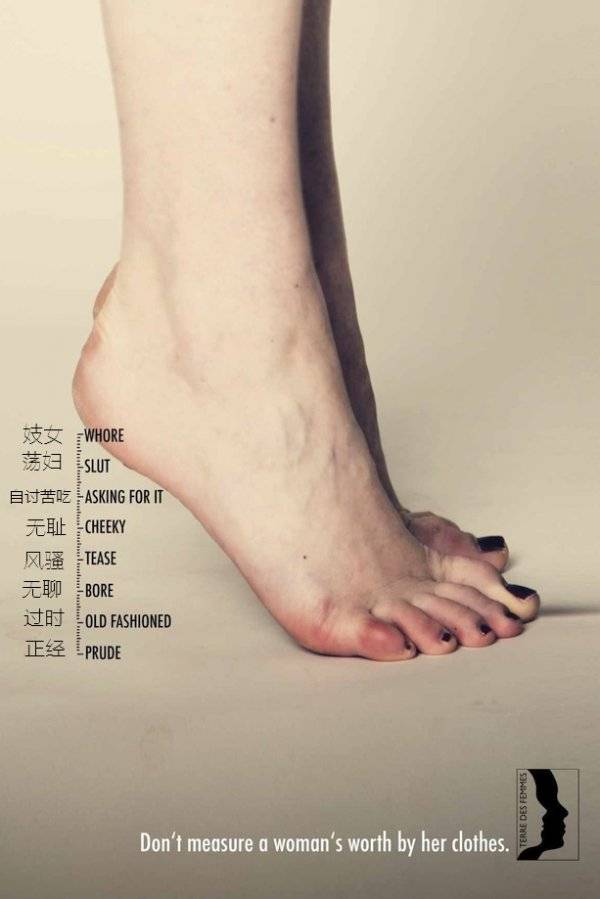 妓女 WHORE
荡妇 SLUT
自讨苦吃 ASKING FOR IT
无耻 CHEEKY
风骚 TEASE
无聊 BORE
过时 OLD FASHIONED
正经 PRUDE
Don't measure a woman's worth by her clothes.
TERRE DES FEMMES